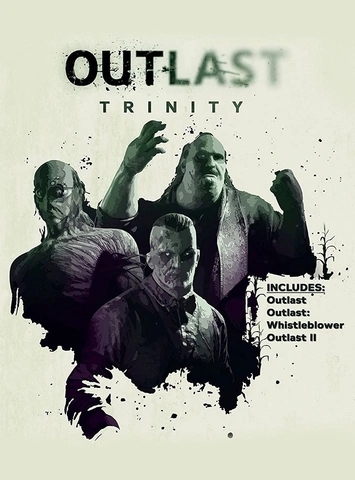 OUTLAST
TRINITY
INCLUDES:
Outlast
Outlast:
Whistleblower
Outlast II